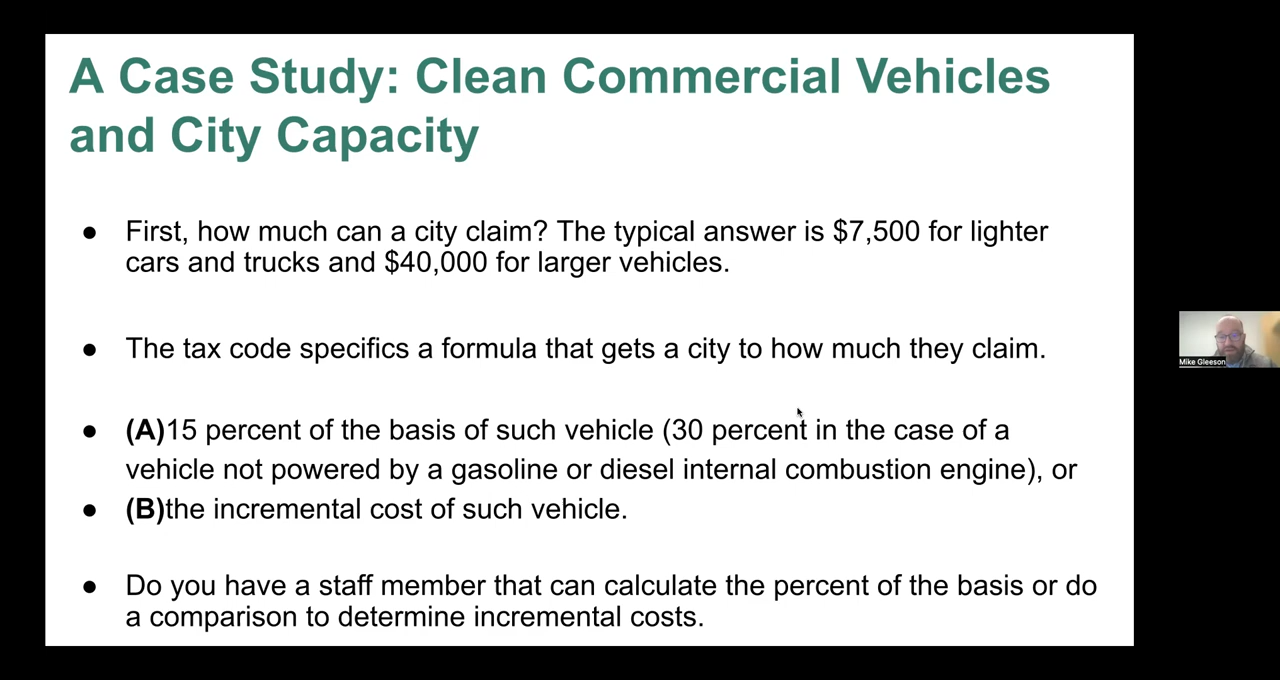 A Case Study: Clean Commercial Vehicles
and City Capacity
● First, how much can a city claim? The typical answer is $7,500 for lighter
cars and trucks and $40,000 for larger vehicles.
● The tax code specifics a formula that gets a city to how much they claim.
● (A)15 percent of the basis of such vehicle (30 percent in the case of a
vehicle not powered by a gasoline or diesel internal combustion engine), or
● (B)the incremental cost of such vehicle.
● Do you have a staff member that can calculate the percent of the basis or do
a comparison to determine incremental costs.
Mike Gleeson